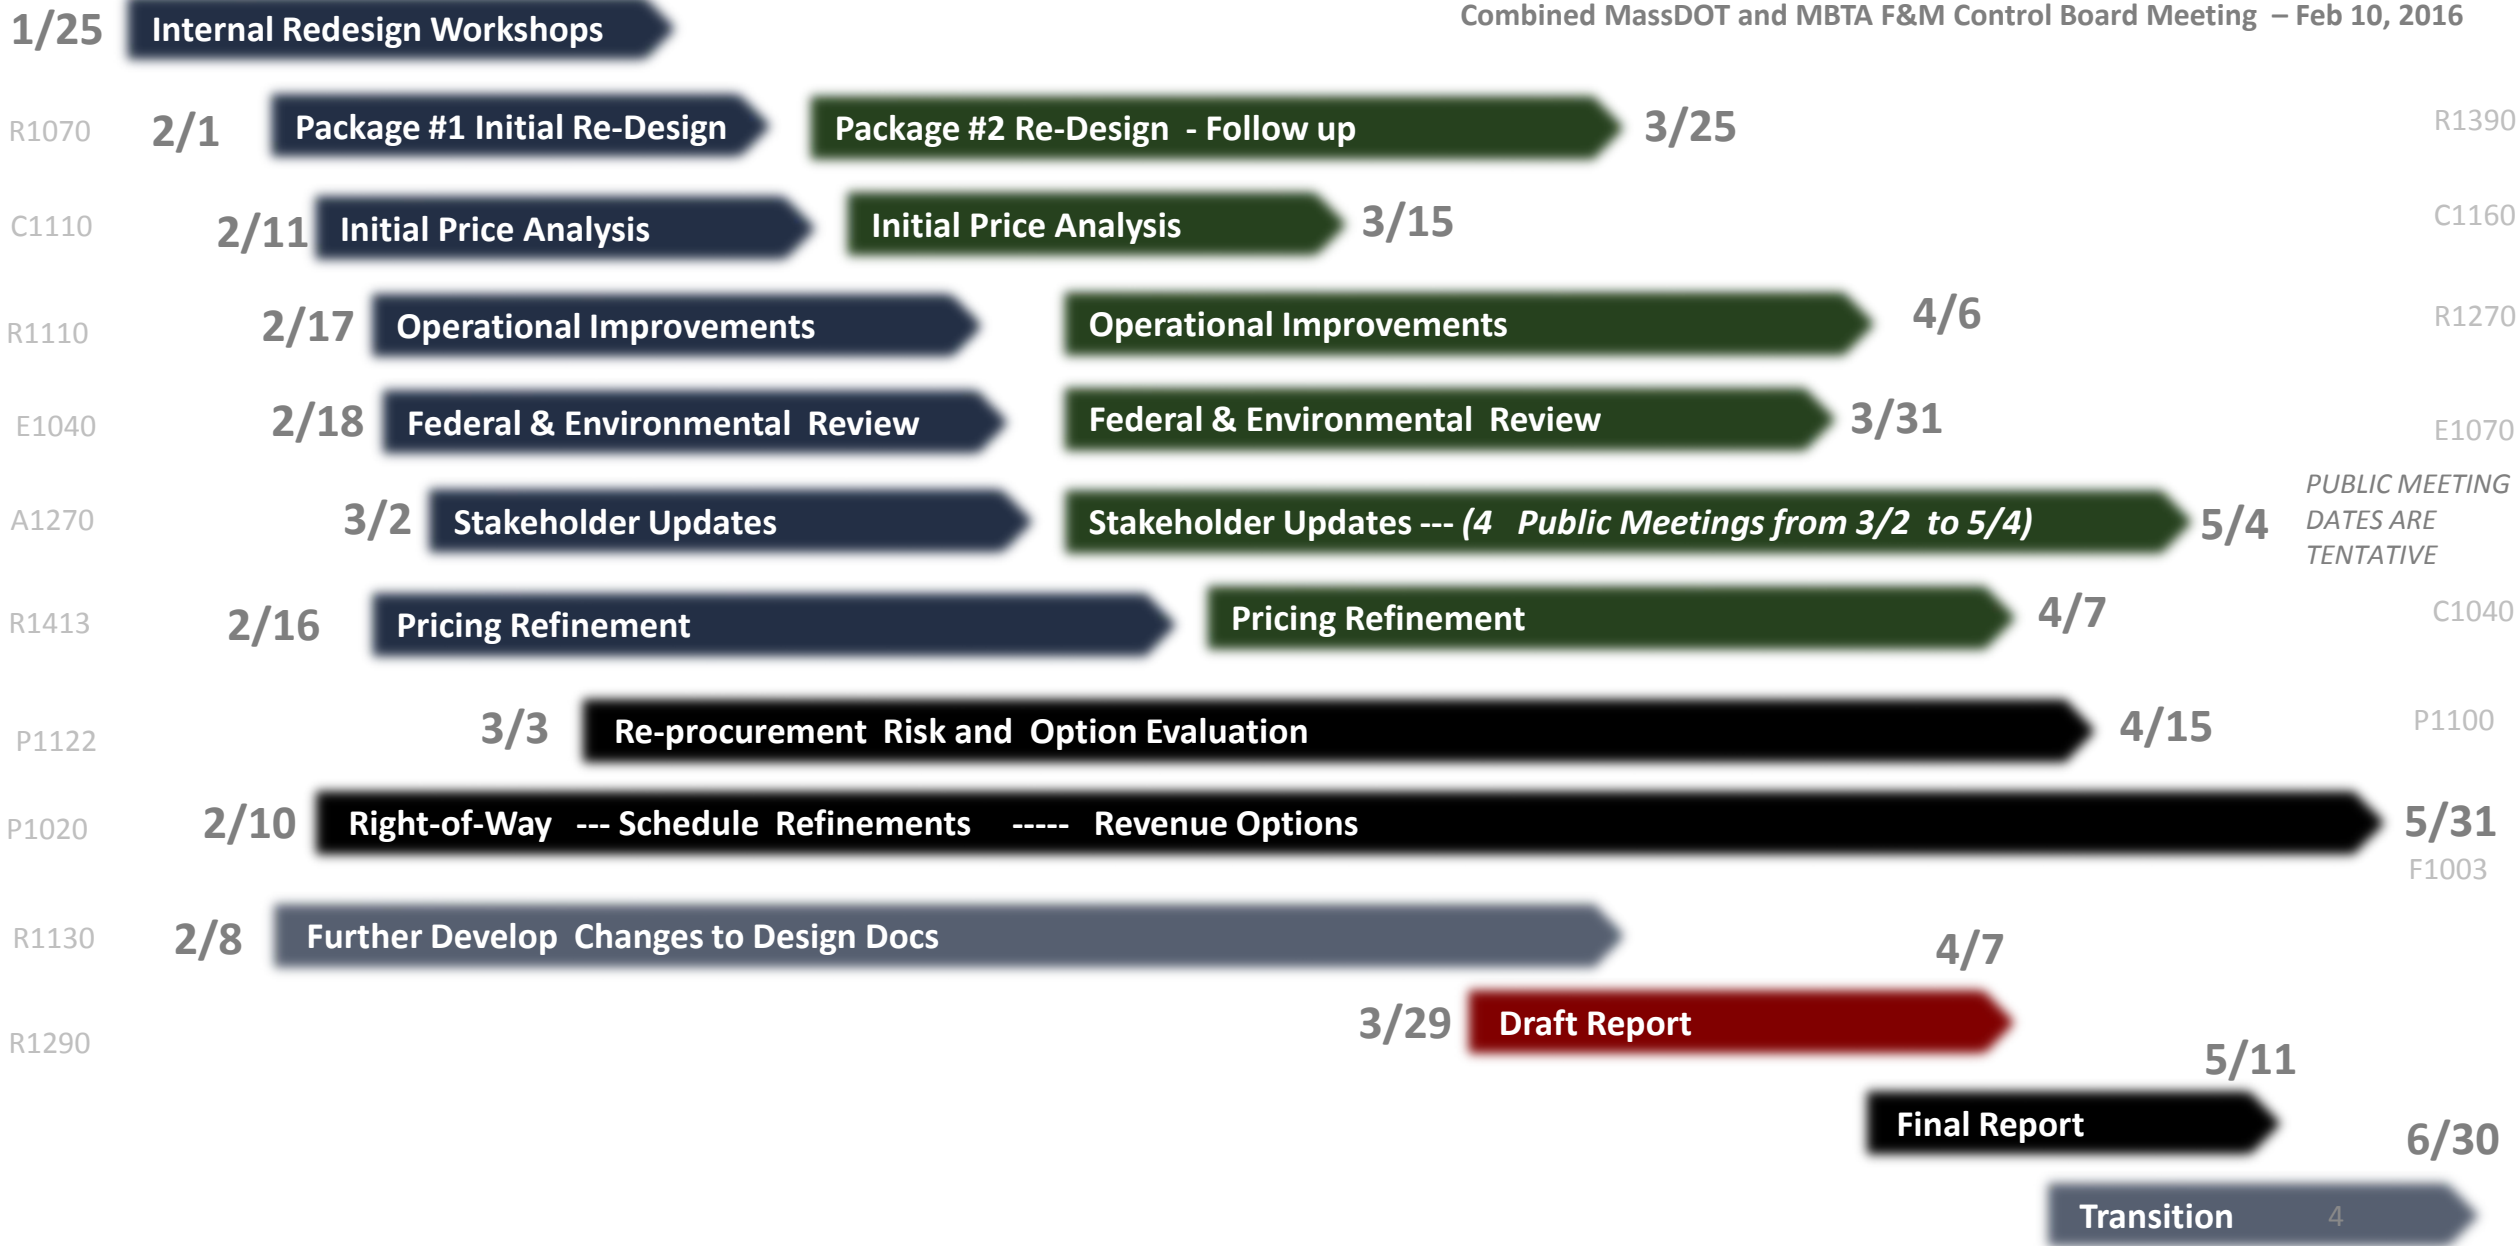 Combined MassDOT and MBTA F&M Control Board Meeting – Feb 10, 2016
1/25 Internal Redesign Workshops
R1070 2/1 Package #1 Initial Re-Design Package #2 Re-Design - Follow up 3/25 R1390
C1110 2/11 Initial Price Analysis Initial Price Analysis 3/15 C1160
R1110 2/17 Operational Improvements Operational Improvements 4/6 R1270
E1040 2/18 Federal & Environmental Review Federal & Environmental Review 3/31 E1070
A1270 3/2 Stakeholder Updates Stakeholder Updates --- (4 Public Meetings from 3/2 to 5/4) 5/4
PUBLIC MEETING
DATES ARE
TENTATIVE
R1413 2/16 Pricing Refinement Pricing Refinement 4/7 C1040
P1122 3/3 Re-procurement Risk and Option Evaluation 4/15 P1100
P1020 2/10 Right-of-Way --- Schedule Refinements ----- Revenue Options 5/31
F1003
R1130 2/8 Further Develop Changes to Design Docs
4/7
R1290 3/29 Draft Report
5/11
Final Report
6/30
Transition 4